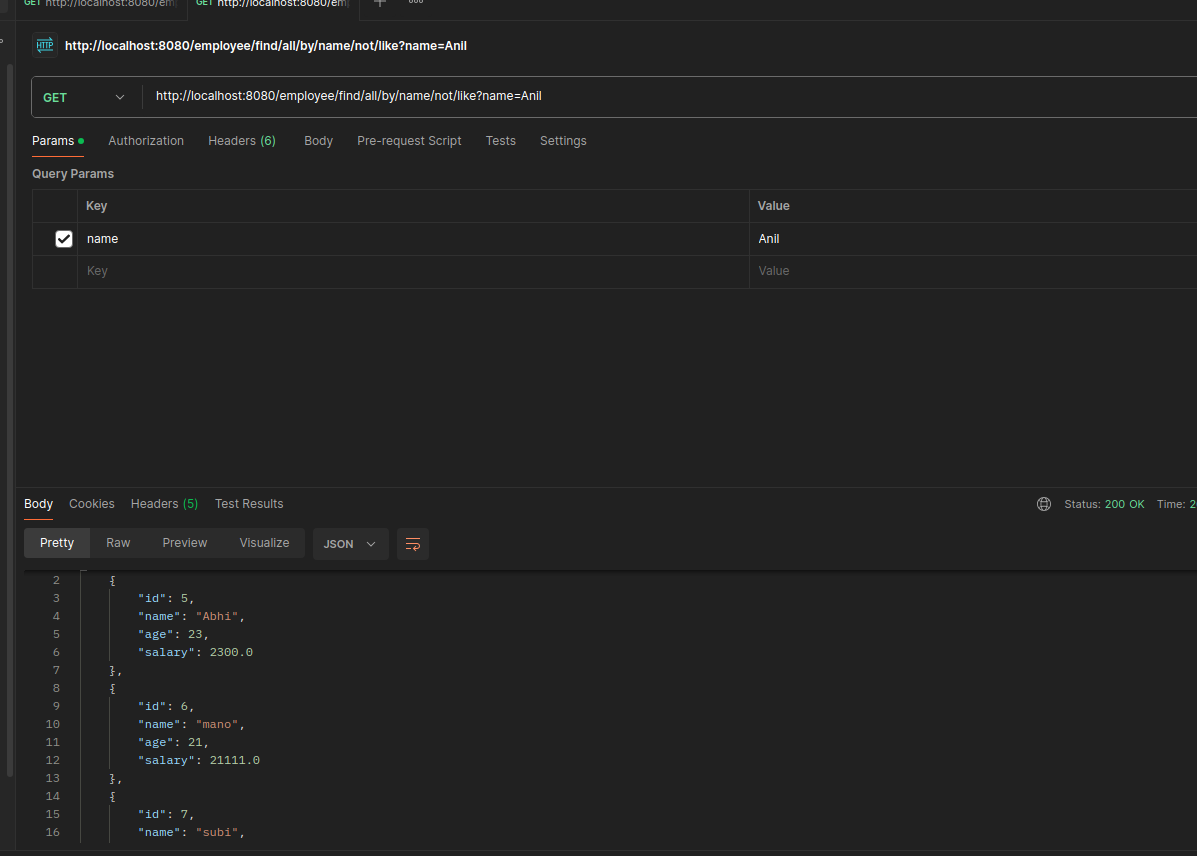 GET http://localhost:8080/em GET http://localhost:8080/em
HTTP http://localhost:8080/employee/find/all/by/name/not/like?name=Anil
GET http://localhost:8080/employee/find/all/by/name/not/like?name=Anil
Params Authorization Headers (6) Body Pre-request Script Tests Settings
Query Params
Key Value
name Anil
Key Value
Body Cookies Headers (5) Test Results Status: 200 OK Time:
Pretty Raw Preview Visualize JSON
2 {
3 "id": 5,
4 "name": "Abhi",
5 "age": 23,
6 "salary": 2300.0
7 },
8 {
9 "id": 6,
10 "name": "mano",
11 "age": 21,
12 "salary": 21111.0
13 },
14 {
15 "id": 7,
16 "name": "subi",